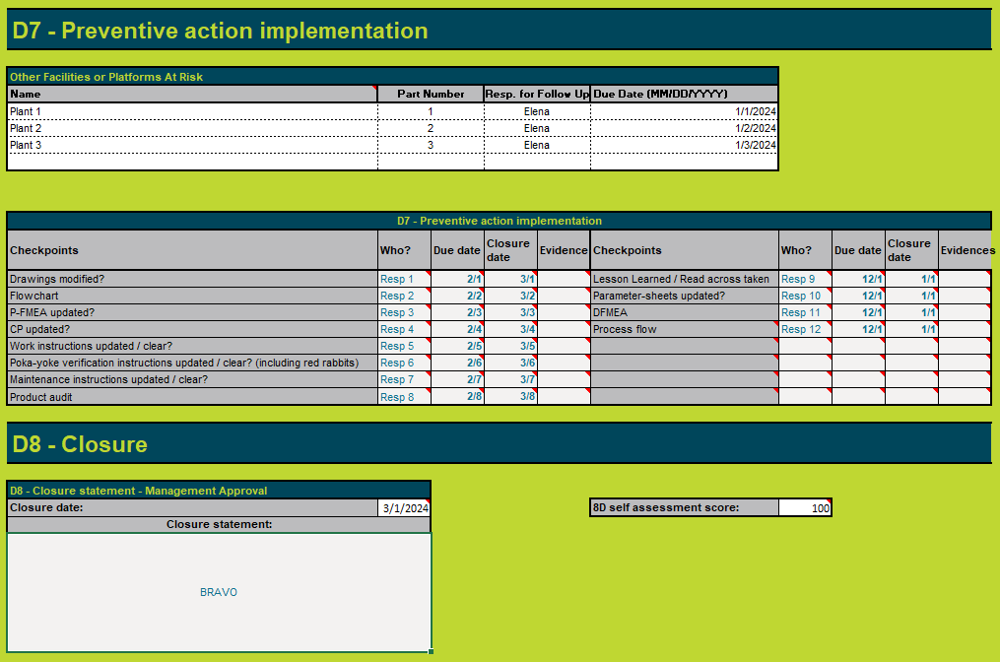 D7 - Preventive action implementation
Other Facilities or Platforms At Risk
Name Part Number Resp. for Follow Up Due Date (MM/DD/YYYY)
Plant 1 1 Elena 1/1/2024
Plant 2 2 Elena 1/2/2024
Plant 3 3 Elena 1/3/2024
D7 - Preventive action implementation
Checkpoints Who? Due date Closure date Evidence Checkpoints Who? Due date Closure date Evidences
Drawings modified? Resp 1 2/1 3/1 Lesson Learned / Read across taken Resp 9 12/1 1/1
Flowchart Resp 2 2/2 3/2 Parameter-sheets updated? Resp 10 12/1 1/1
P-FMEA updated? Resp 3 2/3 3/3 DFMEA Resp 11 12/1 1/1
CP updated? Resp 4 2/4 3/4 Process flow Resp 12 12/1 1/1
Work instructions updated / clear? Resp 5 2/5 3/5
Poka-yoke verification instructions updated / clear? (including red rabbits) Resp 6 2/6 3/6
Maintenance instructions updated / clear? Resp 7 2/7 3/7
Product audit Resp 8 2/8 3/8
D8 - Closure
D8 - Closure statement - Management Approval
Closure date: 3/1/2024 8D self assessment score: 100
Closure statement:
BRAVO